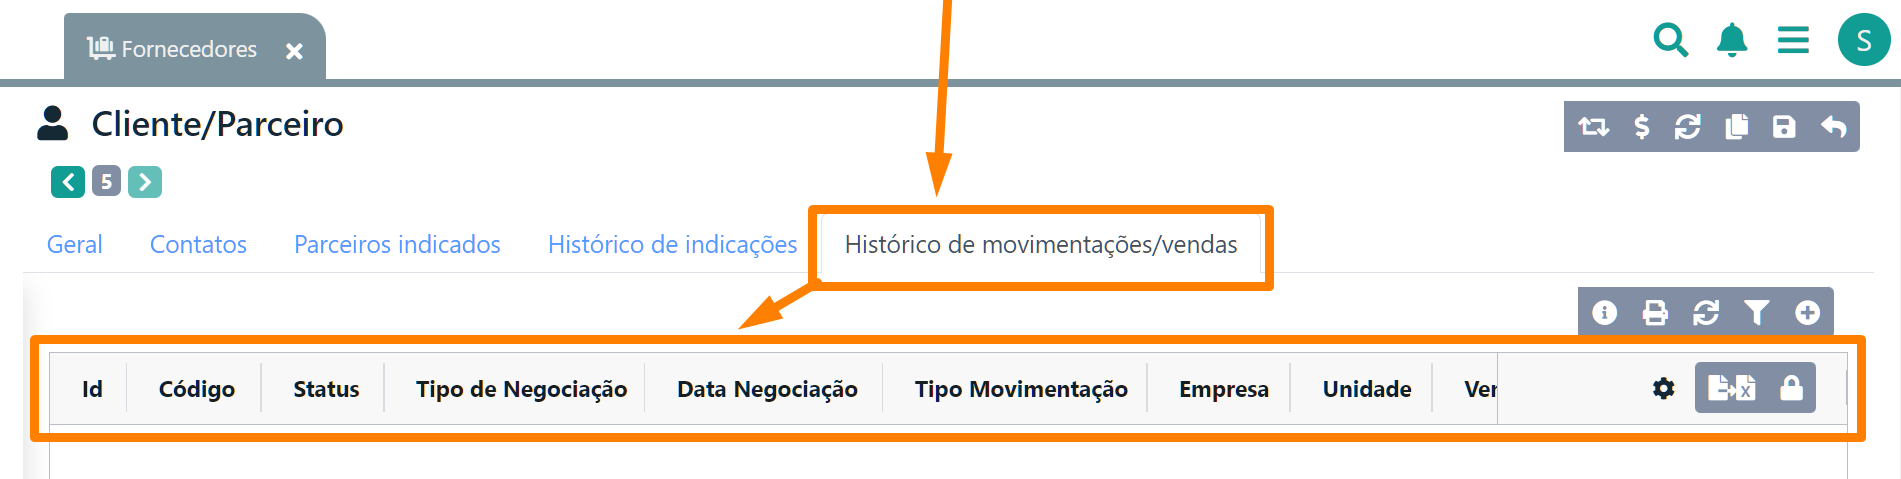 Fornecedores
S
Cliente/Parceiro
5
Geral Contatos Parceiros indicados Histórico de indicações Histórico de movimentações/vendas
Id Código Status Tipo de Negociação Data Negociação Tipo Movimentação Empresa Unidade Ver